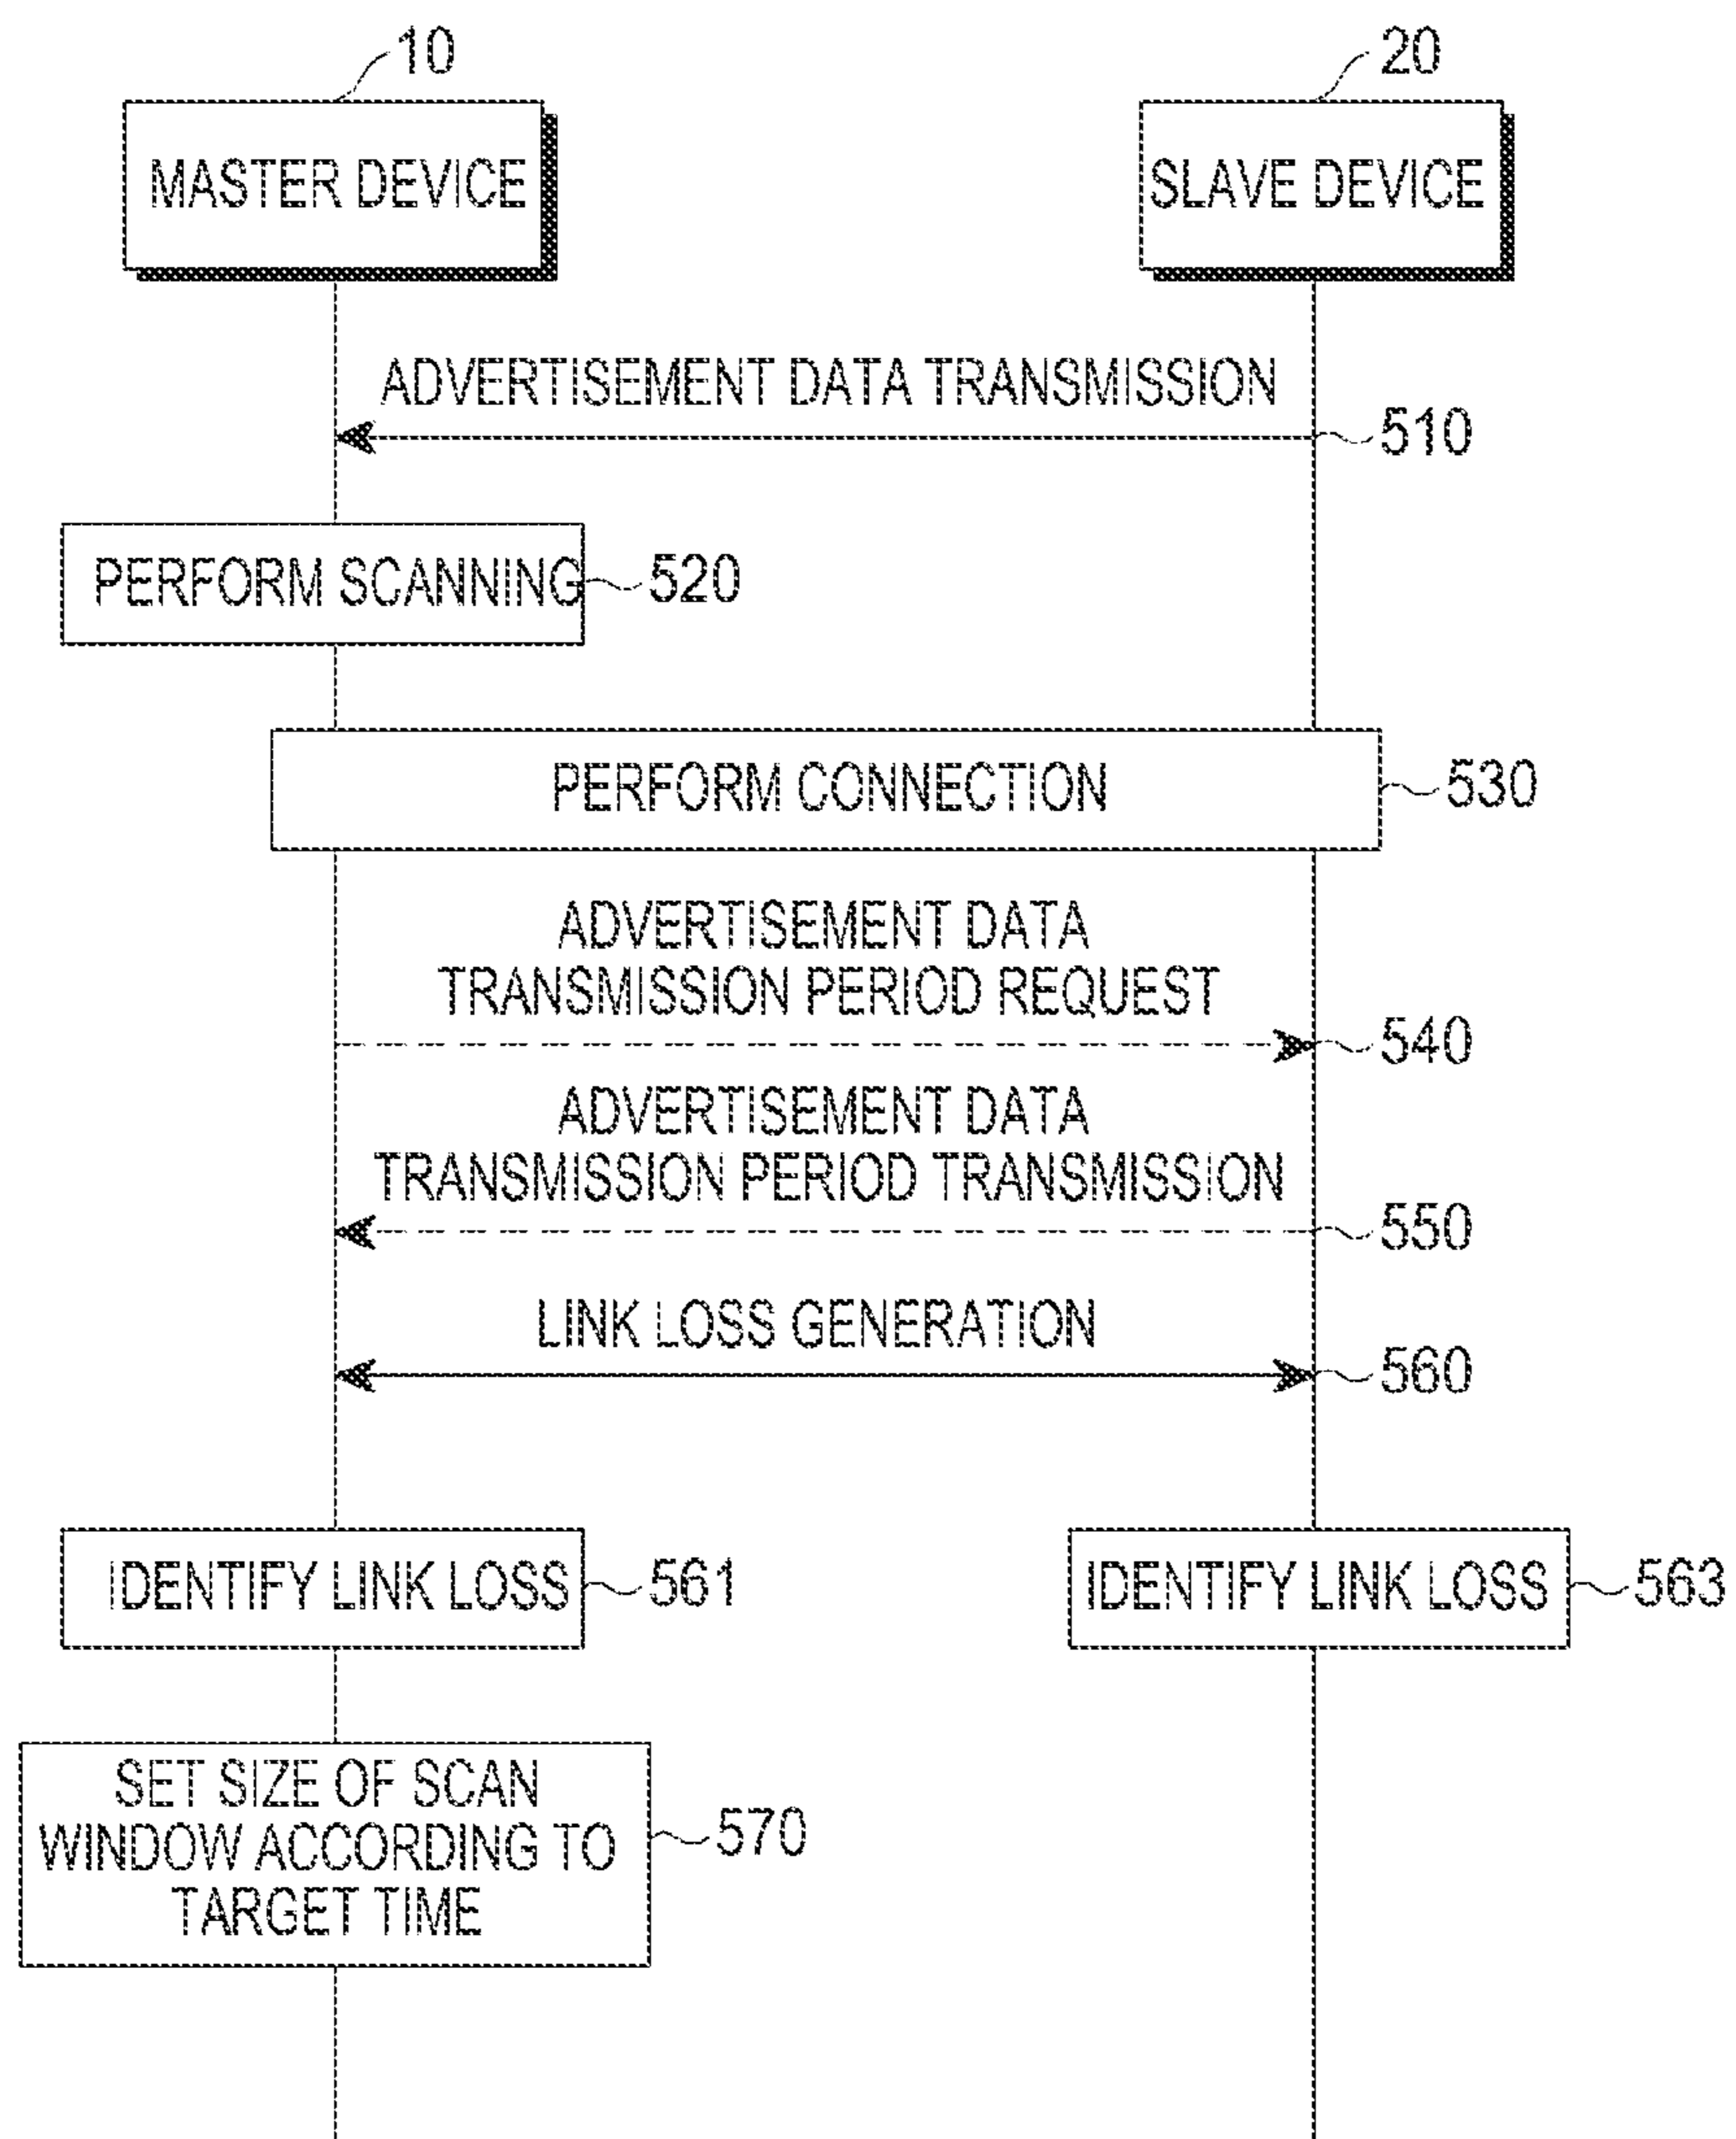 10
20
MASTER DEVICE
SLAVE DEVICE
ADVERTISEMENT DATA TRANSMISSION
510
PERFORM SCANNING
520
PERFORM CONNECTION
530
ADVERTISEMENT DATA
TRANSMISSION PERIOD REQUEST
540
ADVERTISEMENT DATA
TRANSMISSION PERIOD TRANSMISSION
550
LINK LOSS GENERATION
560
IDENTIFY LINK LOSS
561
IDENTIFY LINK LOSS
563
SET SIZE OF SCAN
WINDOW ACCORDING TO
TARGET TIME
570